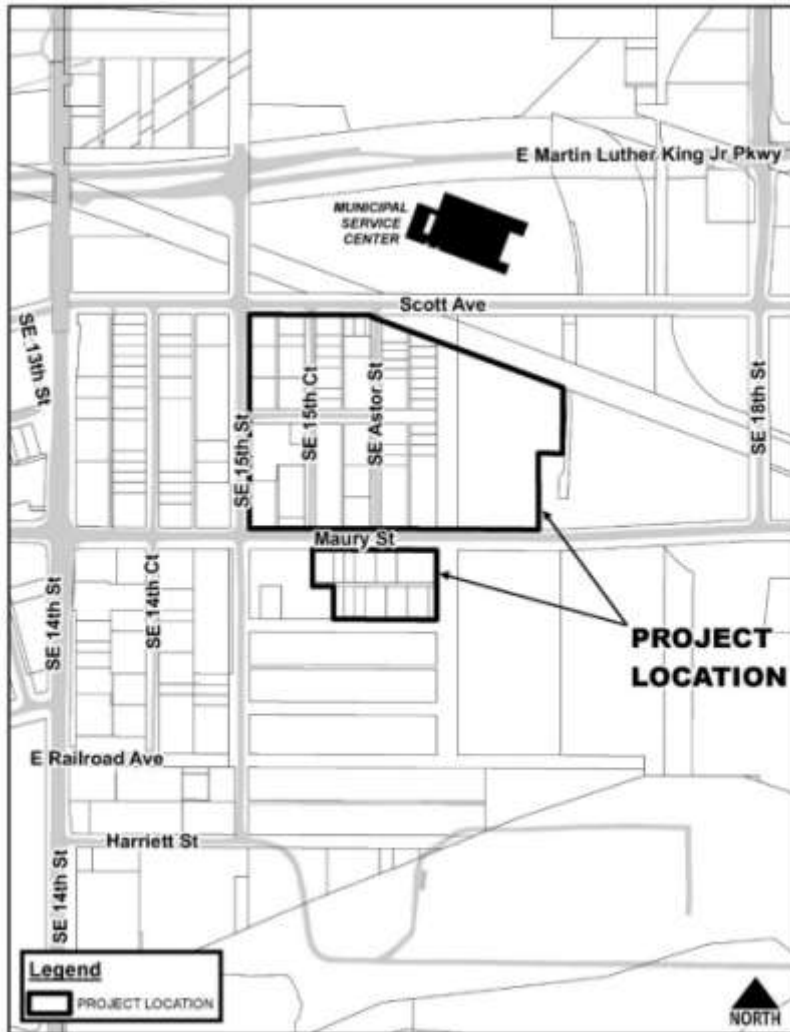 E Martin Luther King Jr Pkwy
MUNICIPAL
SERVICE
CENTER
Scott Ave
SE 13th St
SE 15th St
SE 15th Ct
SE Astor St
SE 18th St
Maury St
SE 14th St
SE 14th Ct
PROJECT
LOCATION
E Railroad Ave
Harriett St
SE 14th St
Legend
PROJECT LOCATION
NORTH